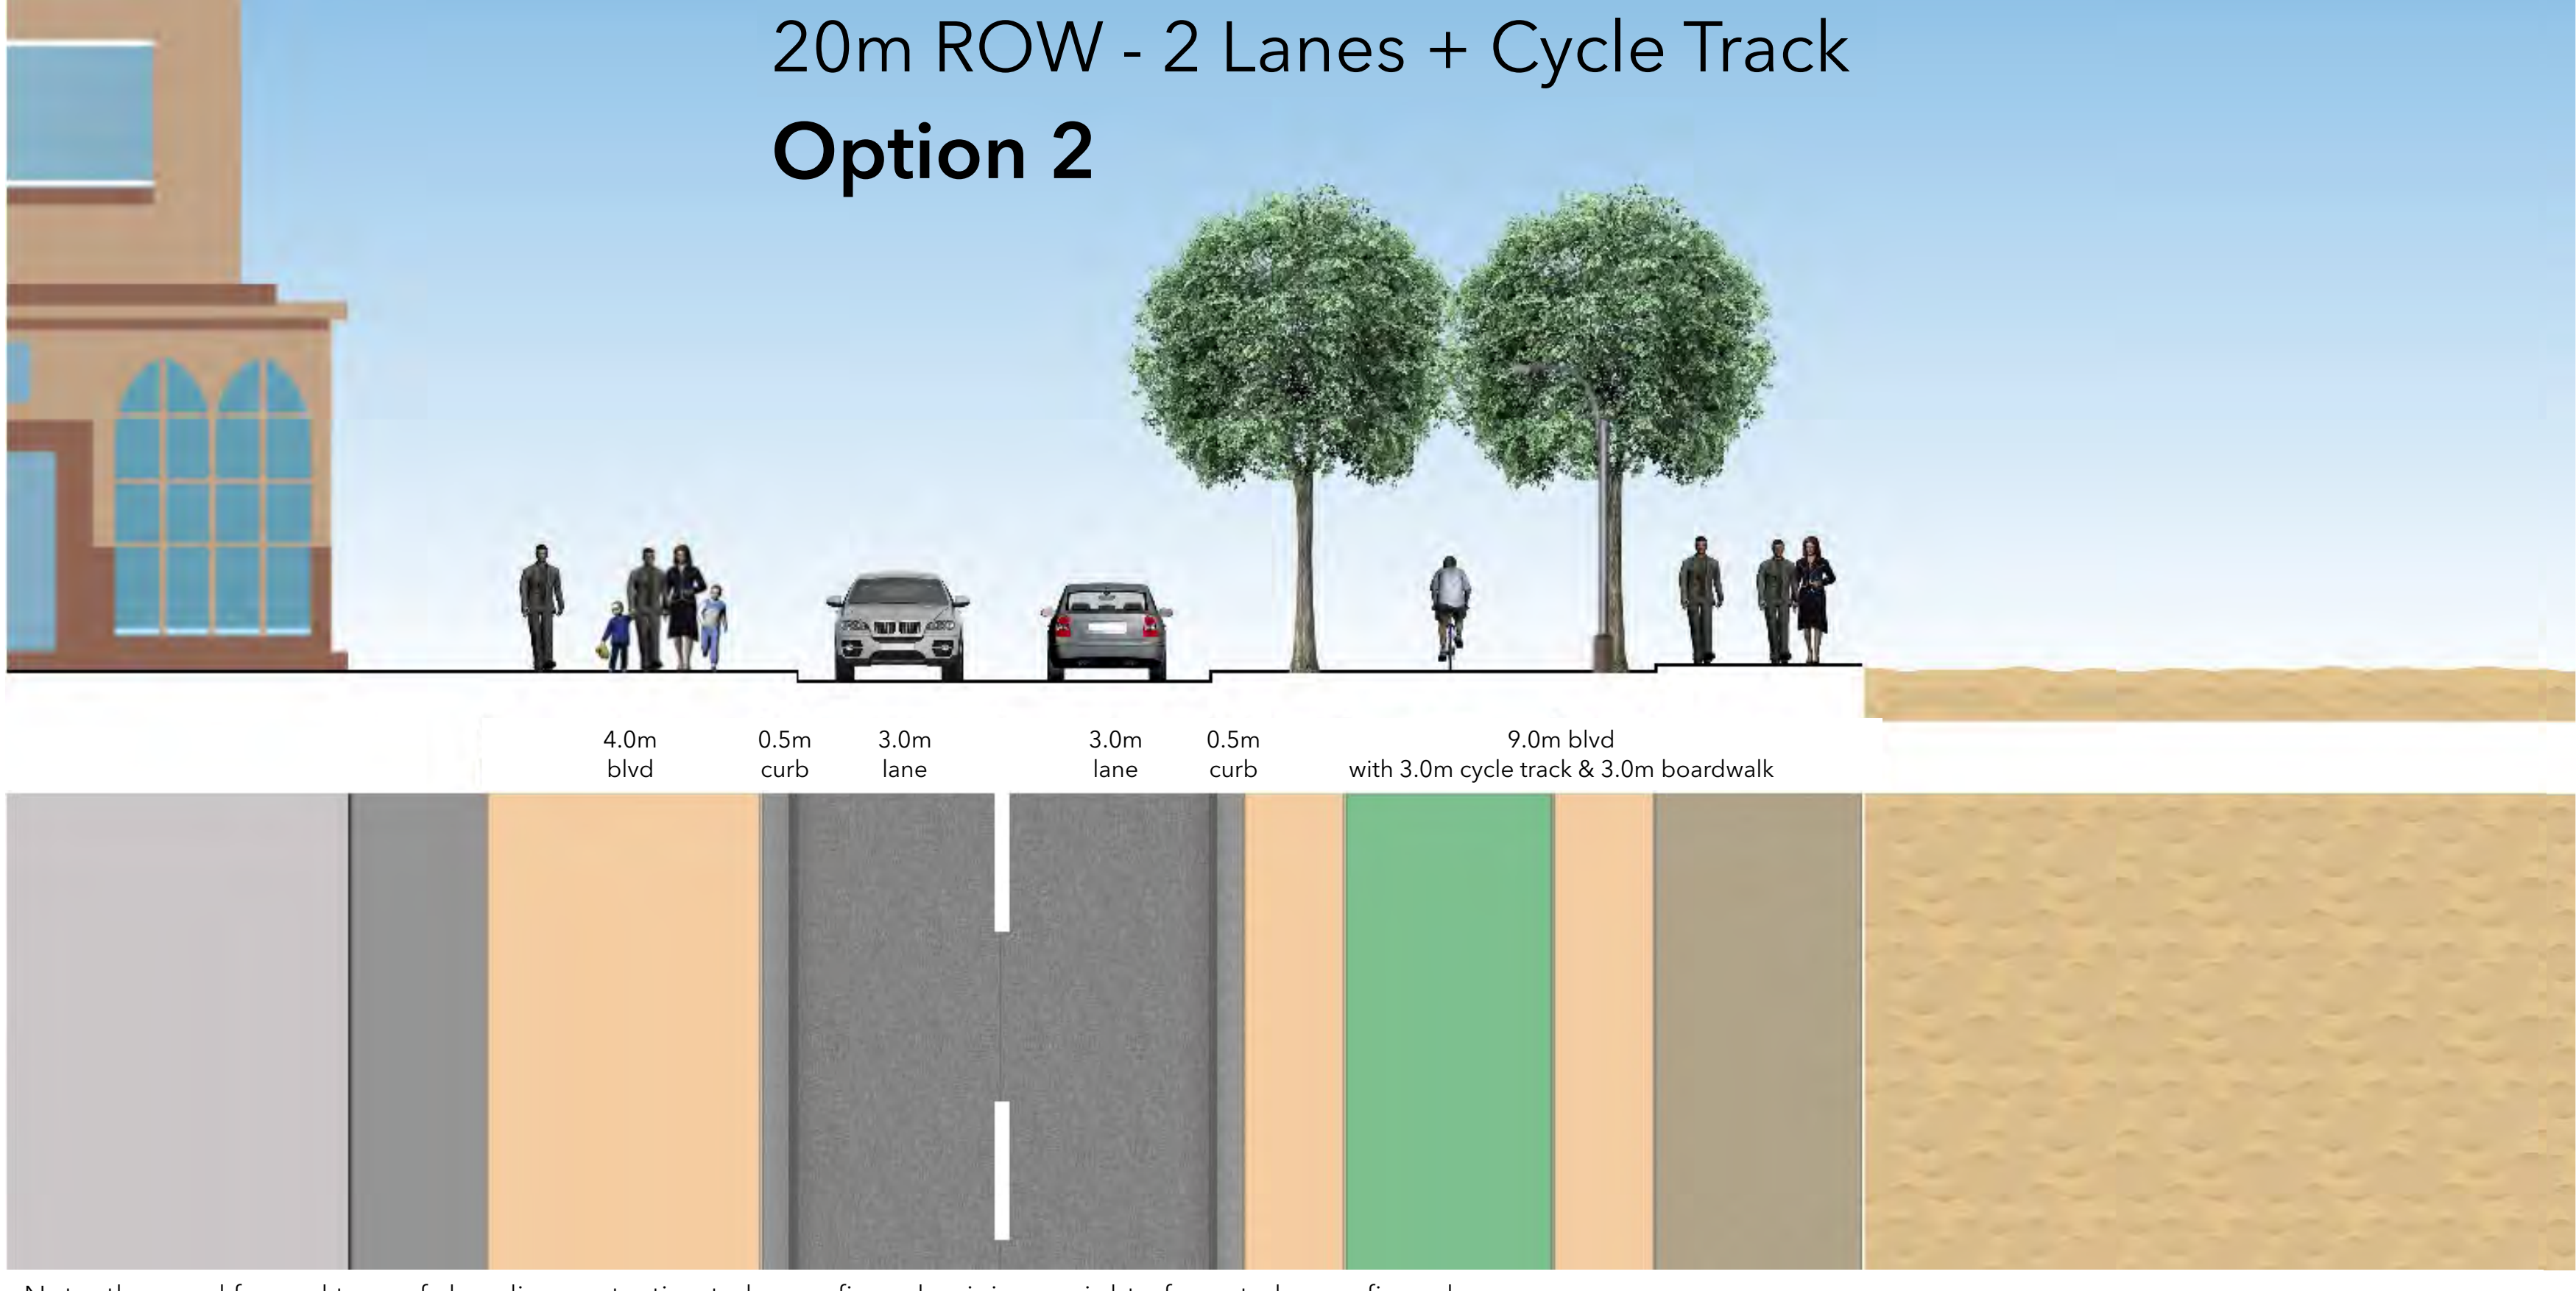 20m ROW - 2 Lanes + Cycle Track
Option 2
4.0m
blvd
0.5m
curb
3.0m
lane
3.0m
lane
0.5m
curb
9.0m blvd
with 3.0m cycle track & 3.0m boardwalk